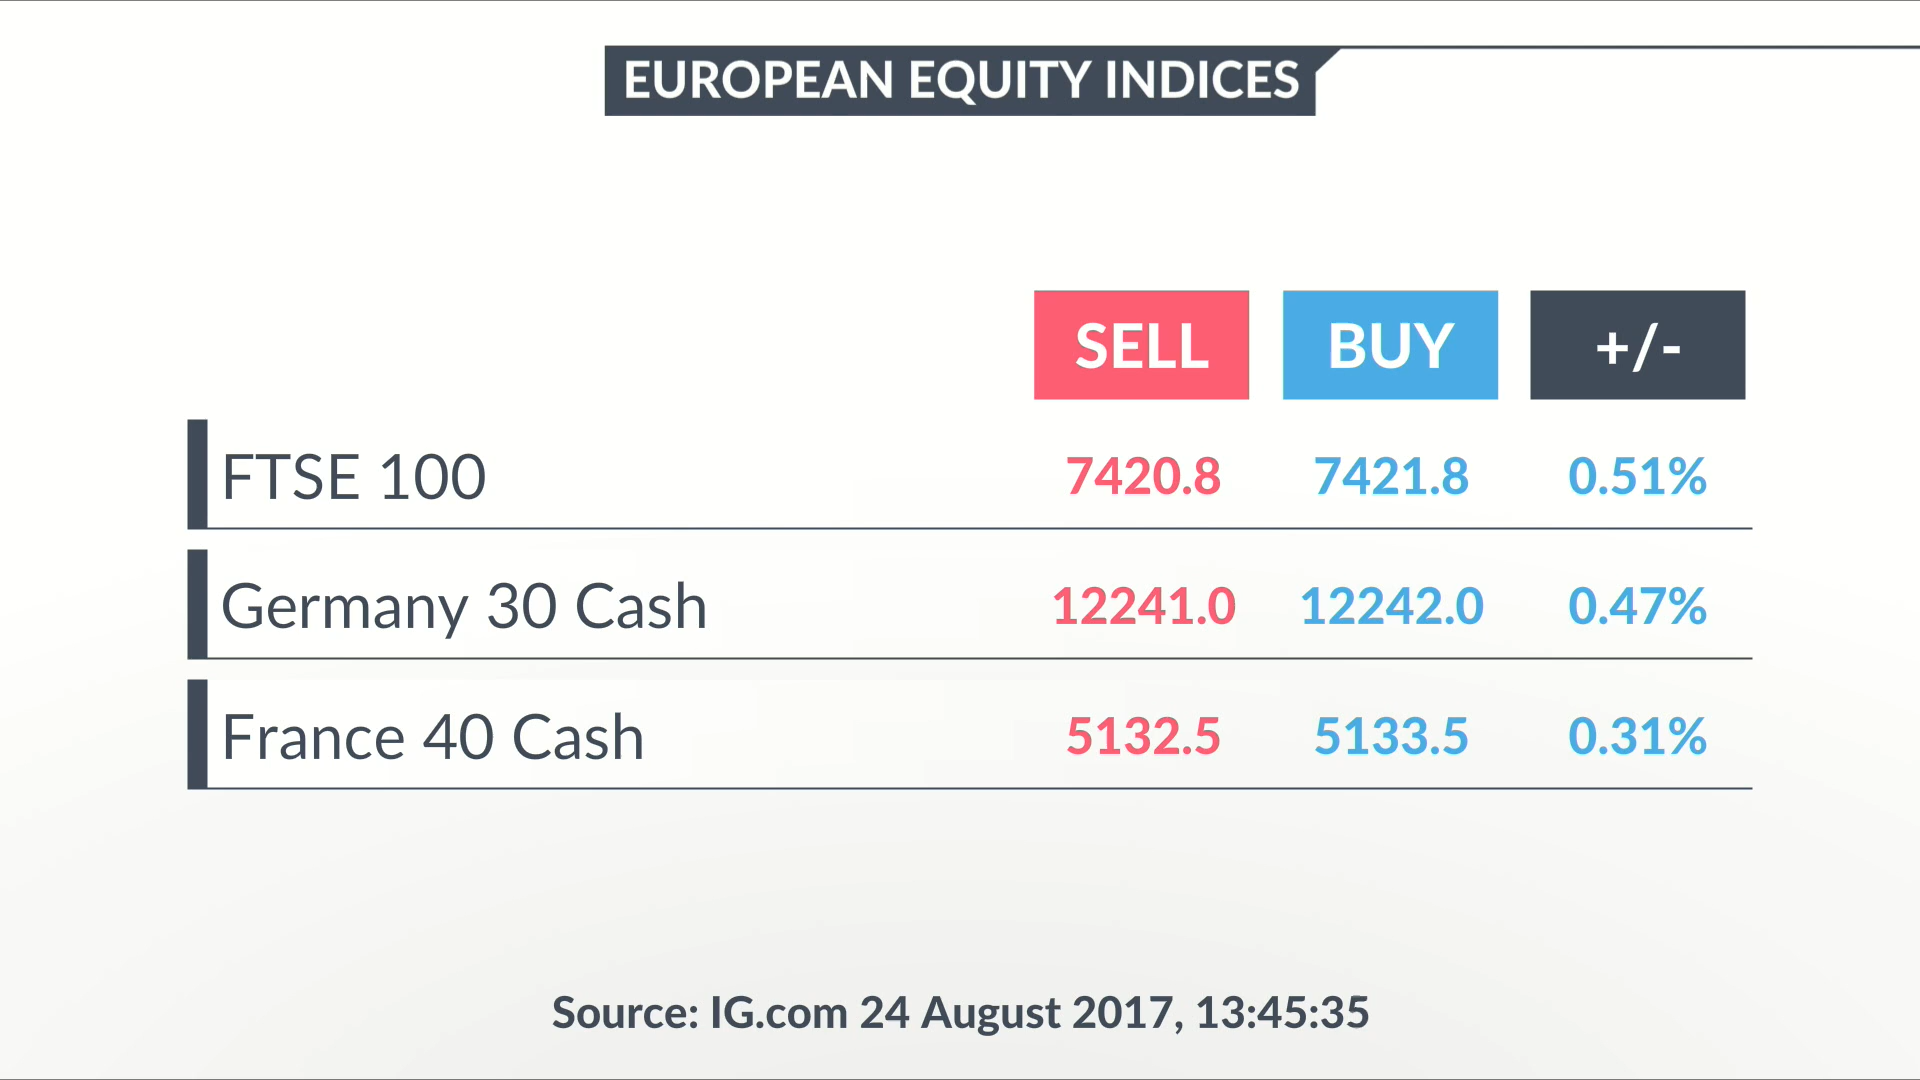 EUROPEAN EQUITY INDICES
SELL BUY +/-
FTSE 100 7420.8 7421.8 0.51%
Germany 30 Cash 12241.0 12242.0 0.47%
France 40 Cash 5132.5 5133.5 0.31%
Source: IG.com 24 August 2017, 13:45:35